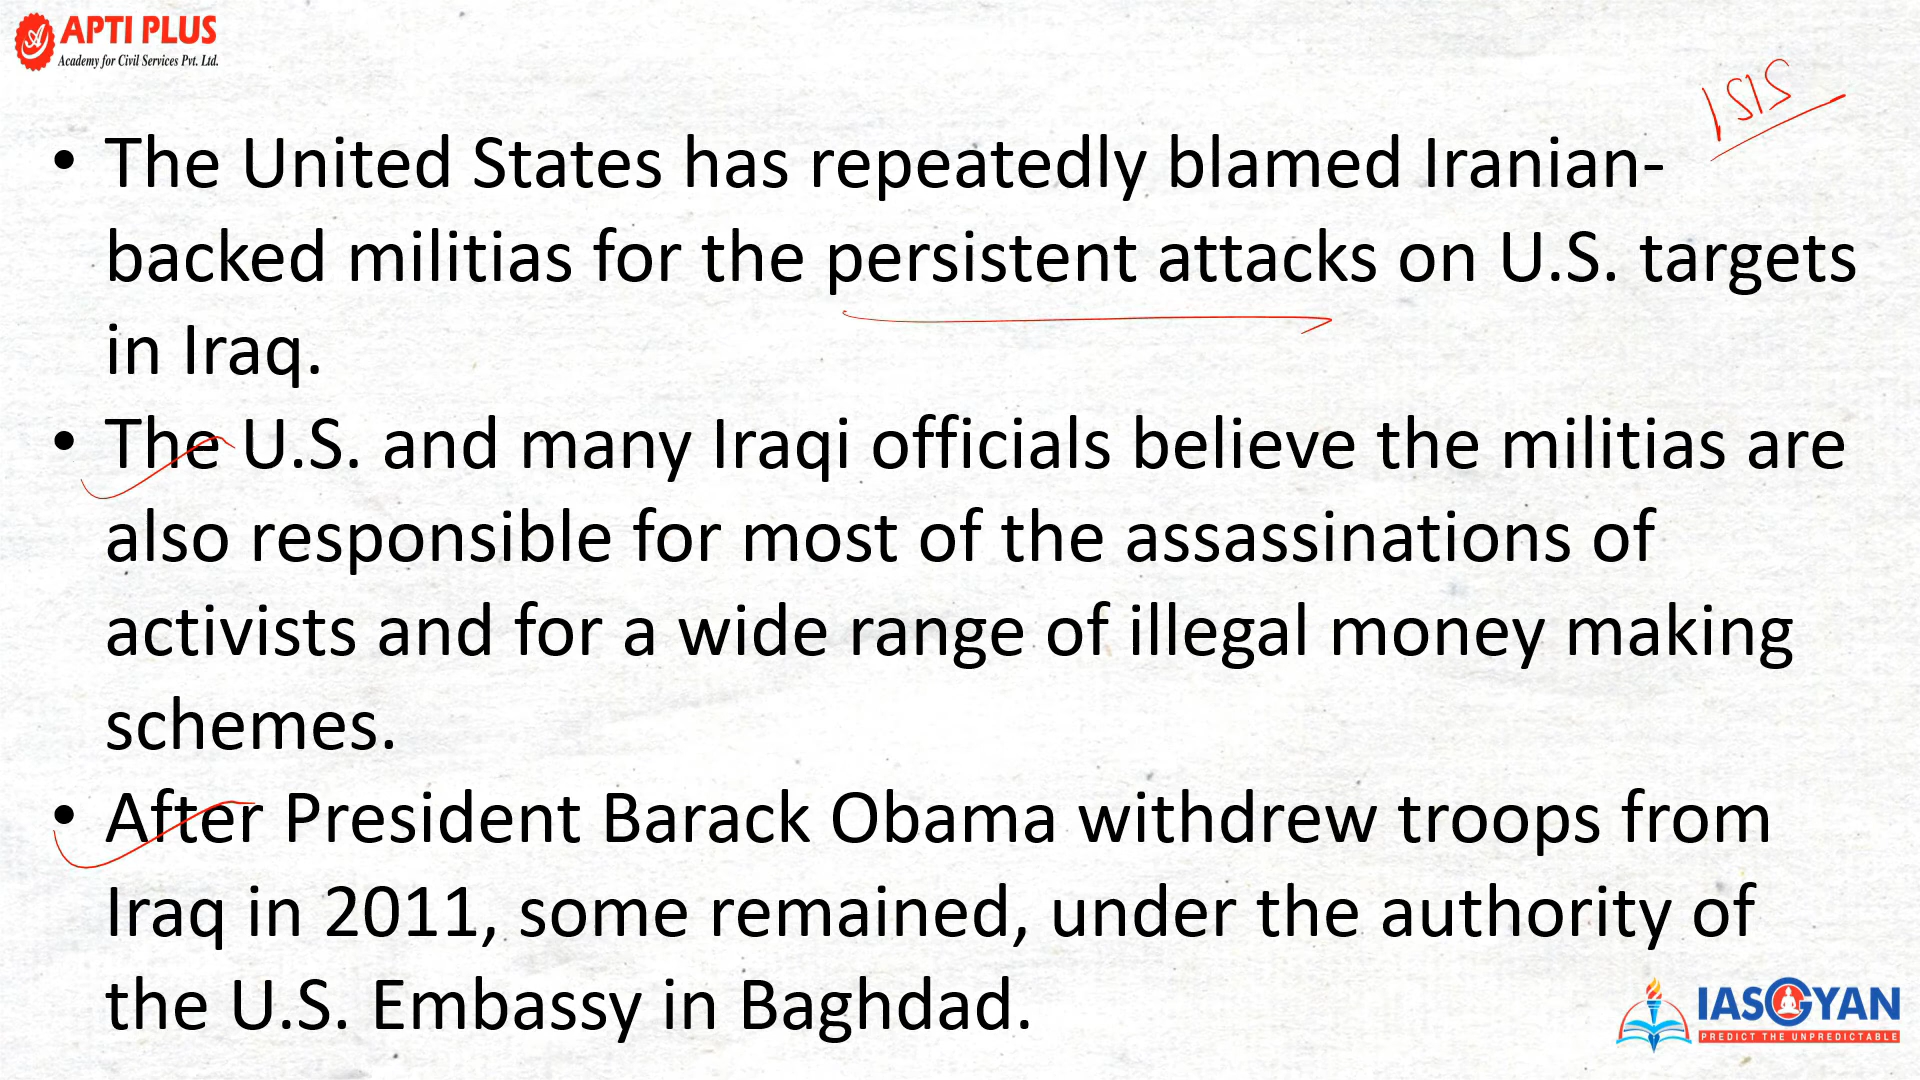 APTI PLUS
Academy for Civil Services Pvt. Ltd.
ISIS
• The United States has repeatedly blamed Iranian-
backed militias for the persistent attacks on U.S. targets
in Iraq.
• The U.S. and many Iraqi officials believe the militias are
also responsible for most of the assassinations of
activists and for a wide range of illegal money making
schemes.
• After President Barack Obama withdrew troops from
Iraq in 2011, some remained, under the authority of
the U.S. Embassy in Baghdad.
IASGYAN
PREDICT THE UNPREDICTABLE